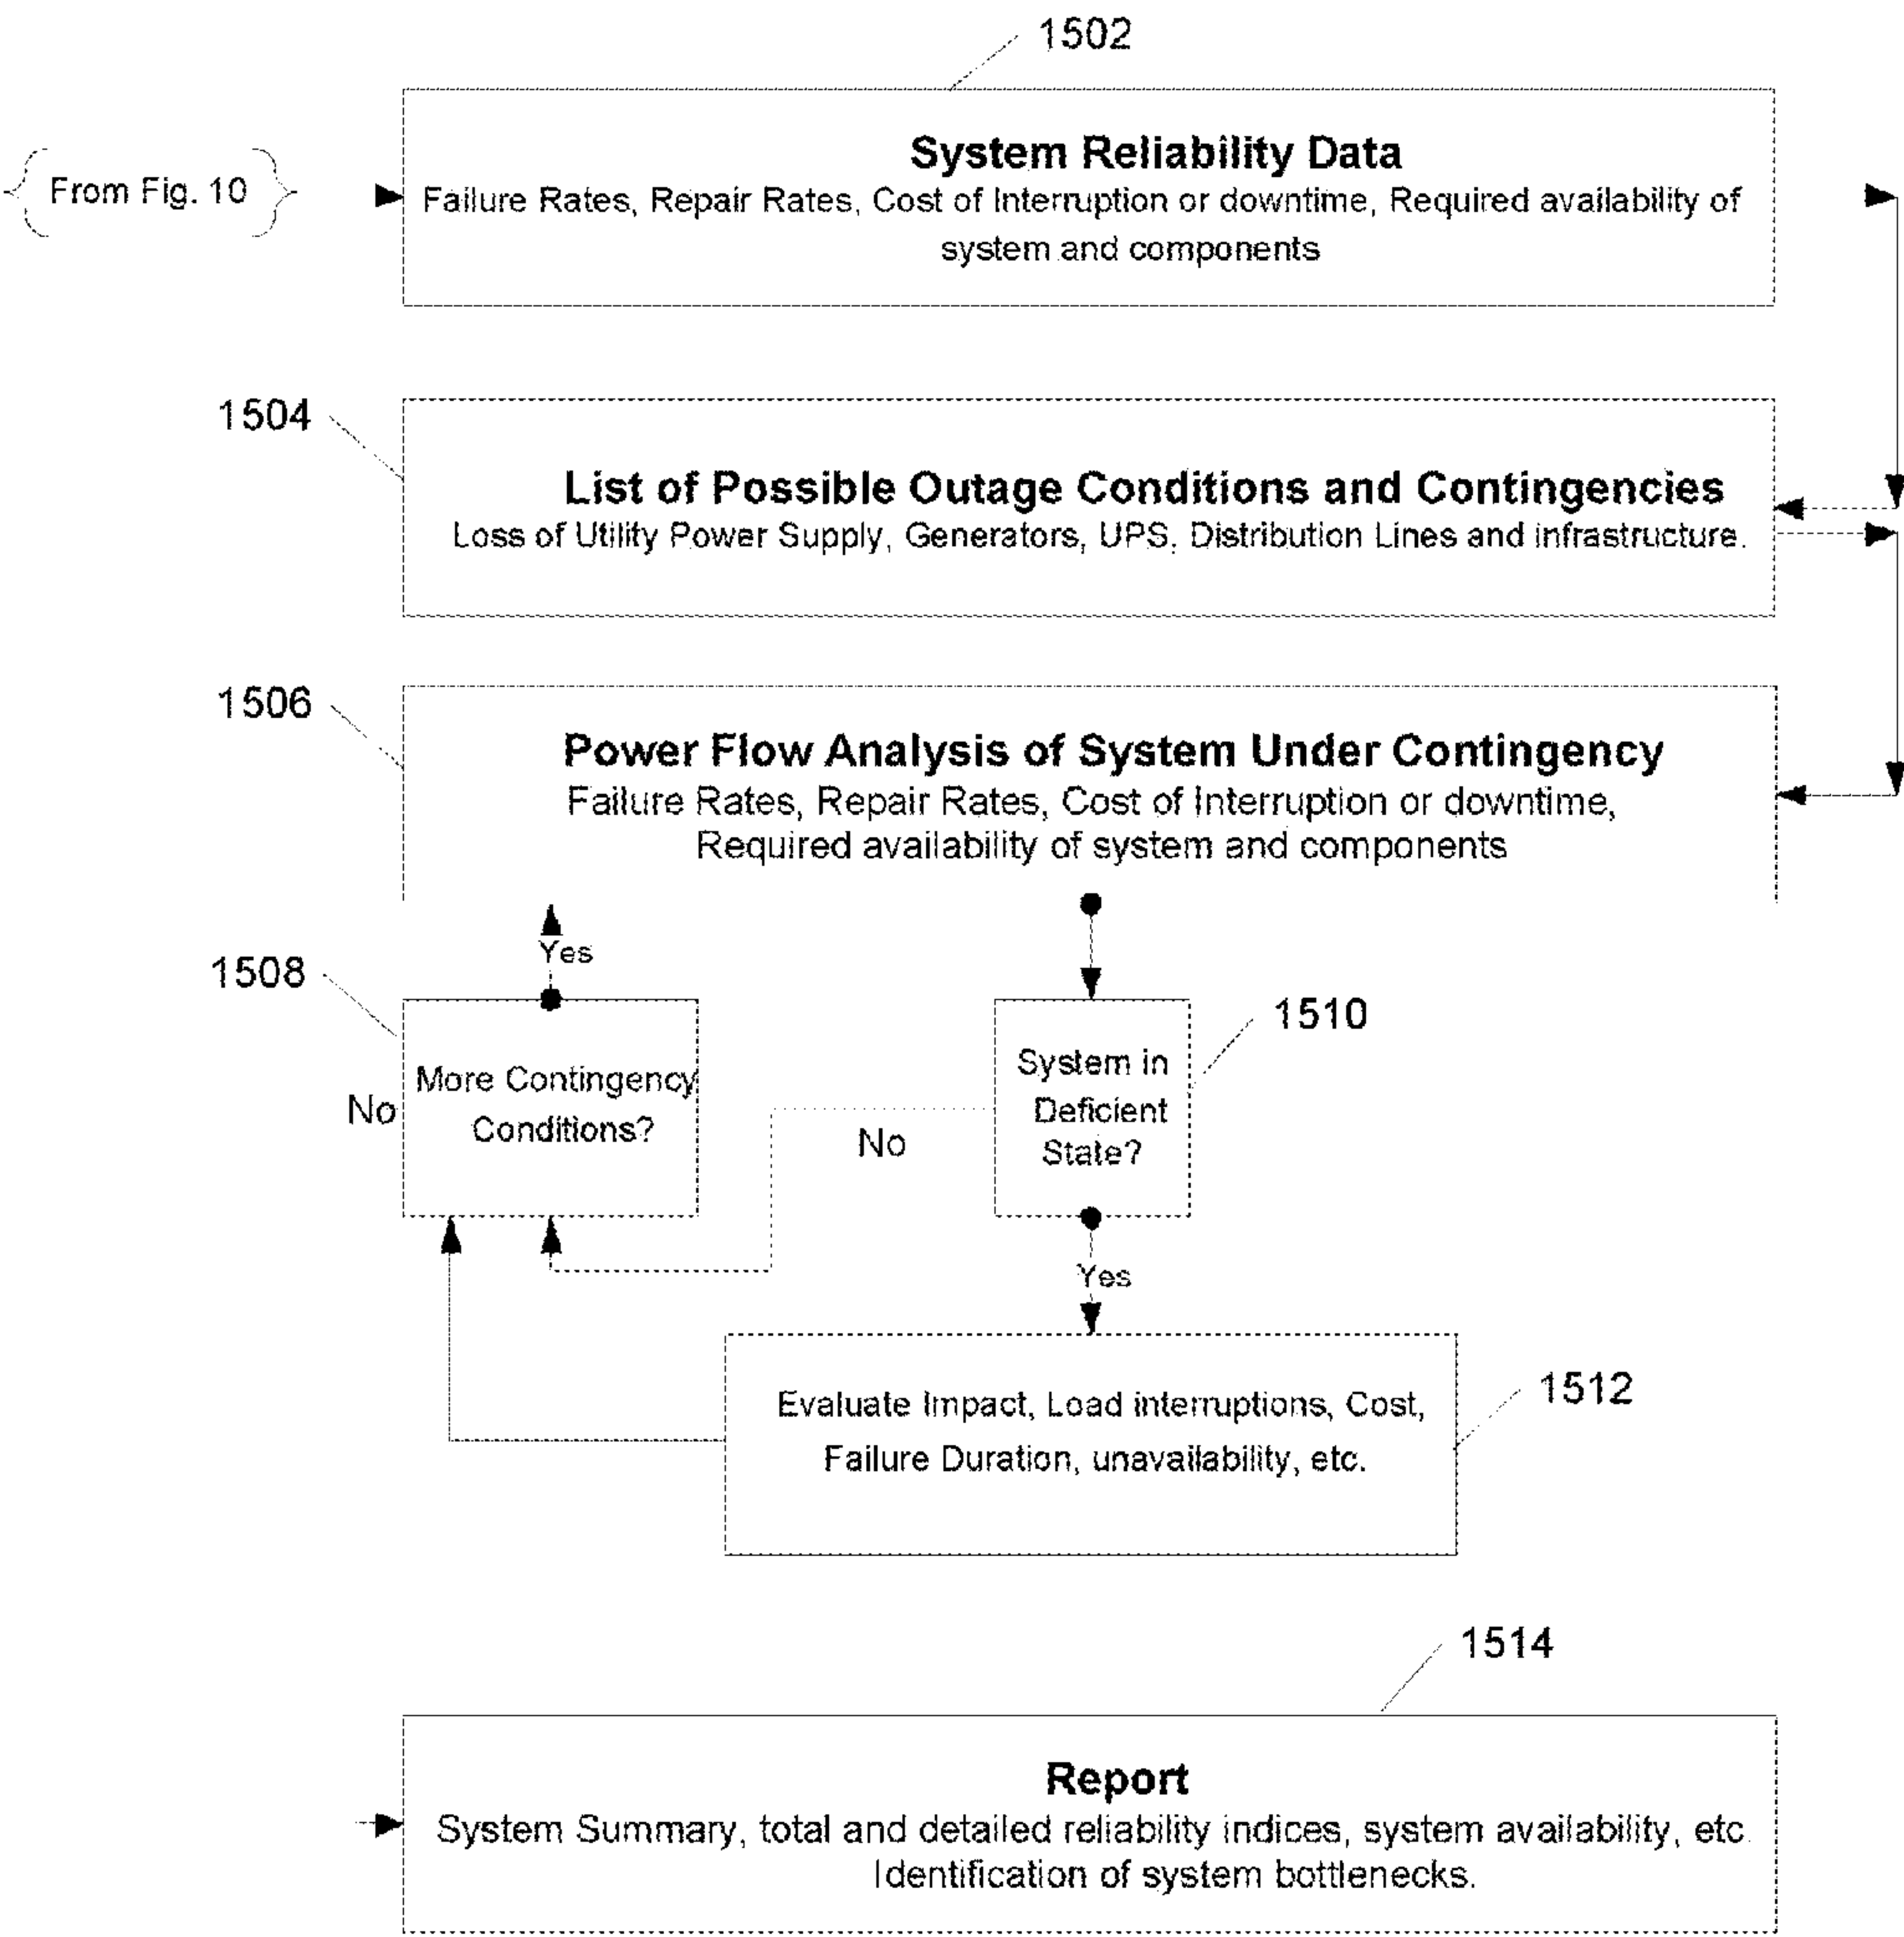 1502
System Reliability Data
From Fig. 10
Failure Rates, Repair Rates, Cost of Interruption or downtime, Required availability of
system and components
1504
List of Possible Outage Conditions and Contingencies
Loss of Utility Power Supply, Generators, UPS, Distribution Lines and infrastructure.
1506
Power Flow Analysis of System Under Contingency
Failure Rates, Repair Rates, Cost of Interruption or downtime,
Required availability of system and components
Yes
1508
More Contingency
Conditions?
No
1510
System in
Deficient
State?
No
Yes
1512
Evaluate Impact, Load interruptions, Cost,
Failure Duration, unavailability, etc.
1514
Report
System Summary, total and detailed reliability indices, system availability, etc.
Identification of system bottlenecks.